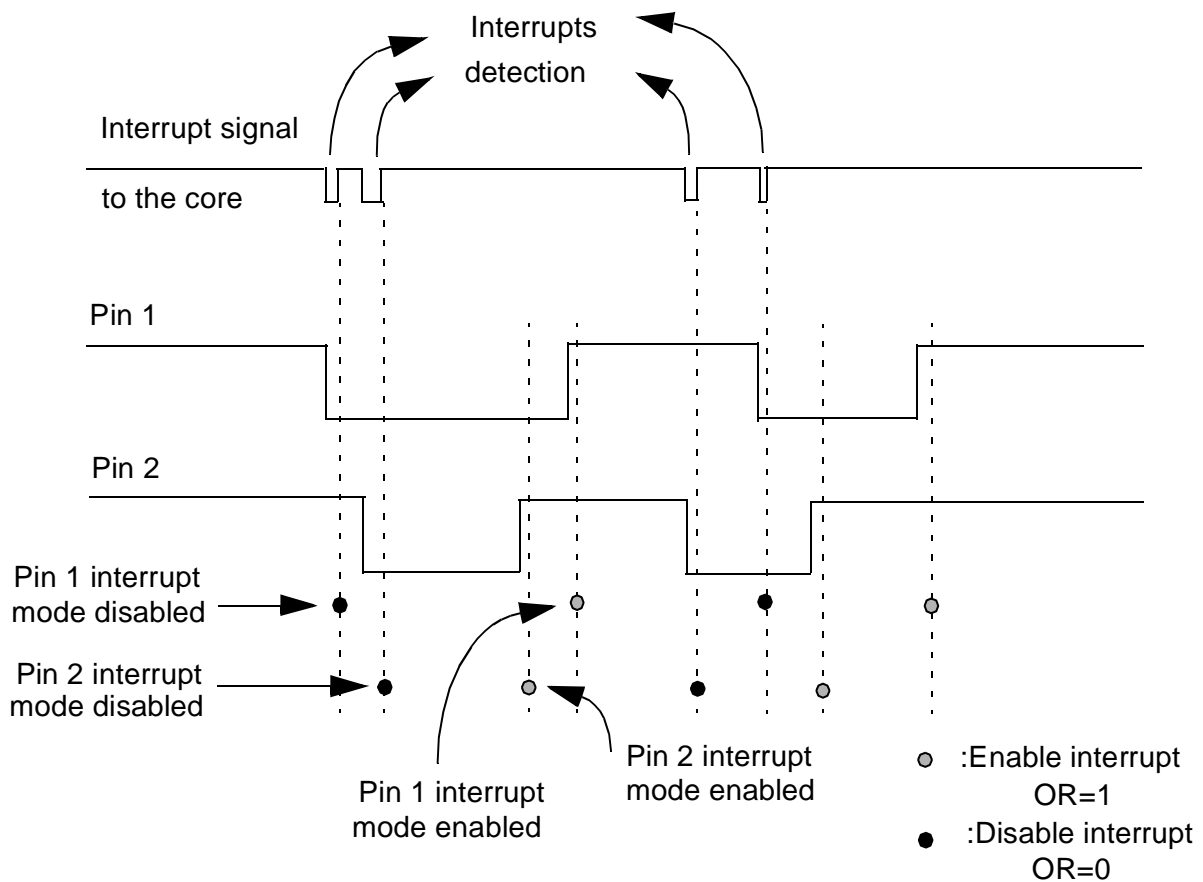 Interrupts
detection
Interrupt signal
to the core
Pin 1
Pin 2
Pin 1 interrupt
mode disabled
Pin 2 interrupt
mode disabled
Pin 1 interrupt
mode enabled
Pin 2 interrupt
mode enabled
:Enable interrupt
OR=1
:Disable interrupt
OR=0